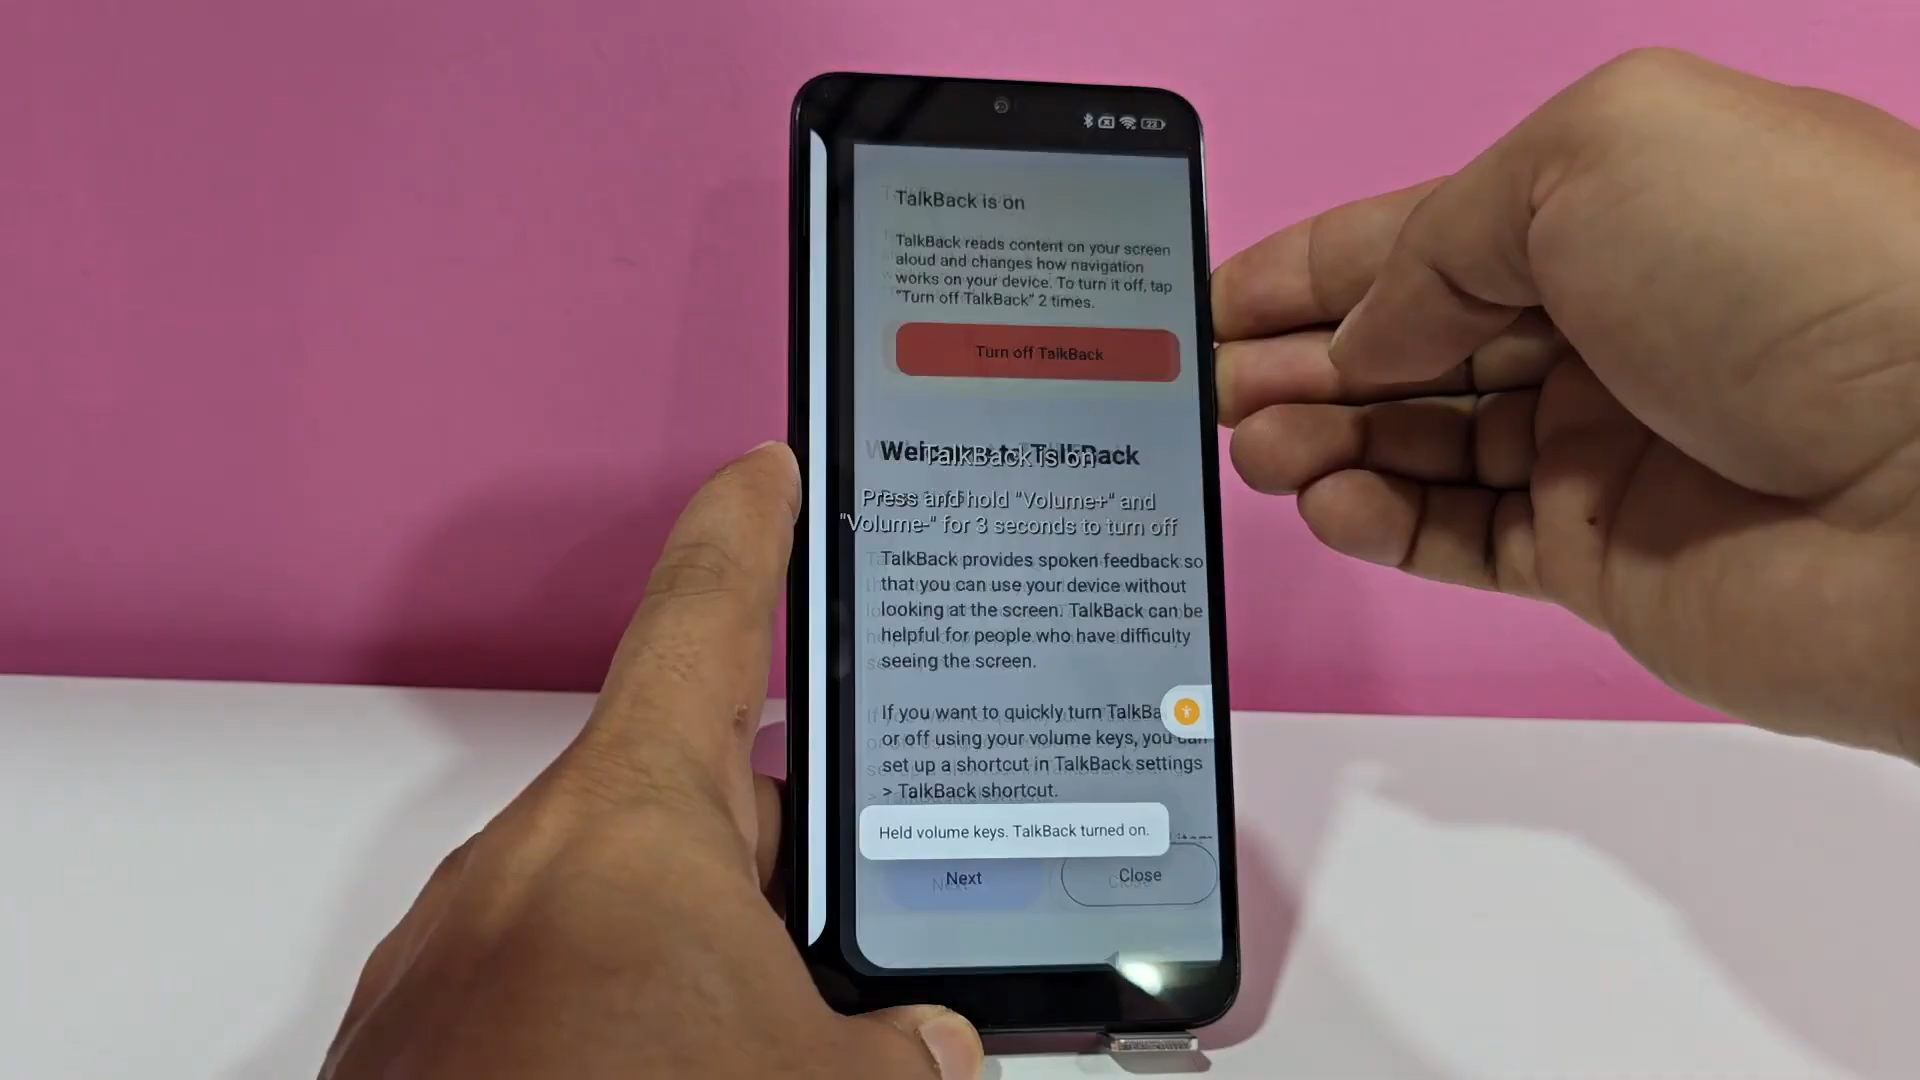 23
TalkBack is on
TalkBack reads content on your screen
aloud and changes how navigation
works on your device. To turn it off, tap
"Turn off TalkBack" 2 times.
Turn off TalkBack
Welcome to TalkBack
TalkBack is on
Press and hold "Volume+" and
"Volume-" for 3 seconds to turn off
TalkBack provides spoken feedback so
that you can use your device without
looking at the screen. TalkBack can be
helpful for people who have difficulty
seeing the screen.
If you want to quickly turn TalkBa
or off using your volume keys, you can
set up a shortcut in TalkBack settings
> TalkBack shortcut.
Held volume keys. TalkBack turned on.
Next
Close